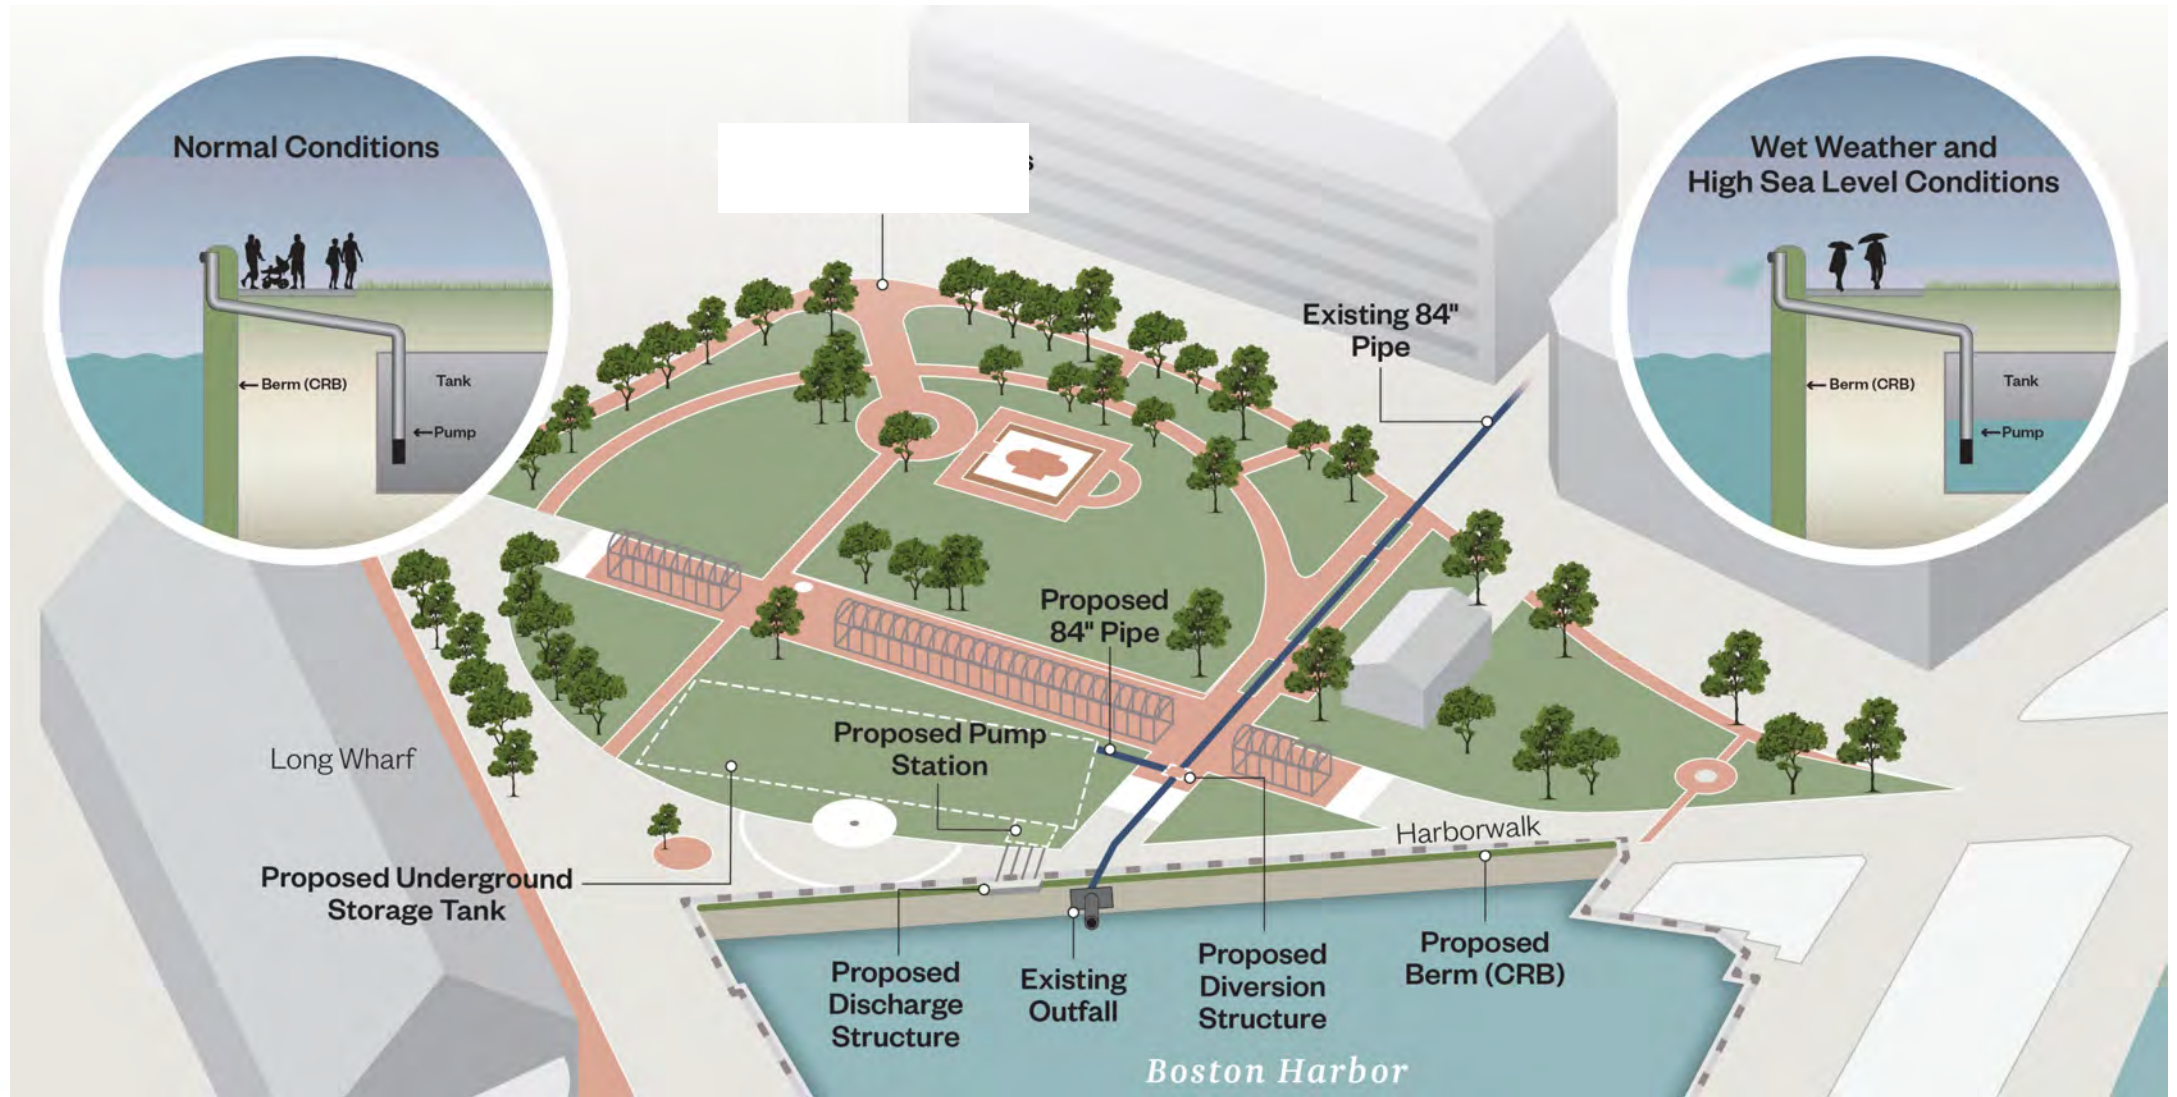 Normal Conditions
Berm (CRB)
Tank
Pump
Wet Weather and
High Sea Level Conditions
Berm (CRB)
Tank
Pump
Existing 84"
Pipe
Proposed
84" Pipe
Proposed Pump
Station
Long Wharf
Proposed Underground
Storage Tank
Harborwalk
Proposed
Discharge
Structure
Existing
Outfall
Proposed
Diversion
Structure
Proposed
Berm (CRB)
Boston Harbor